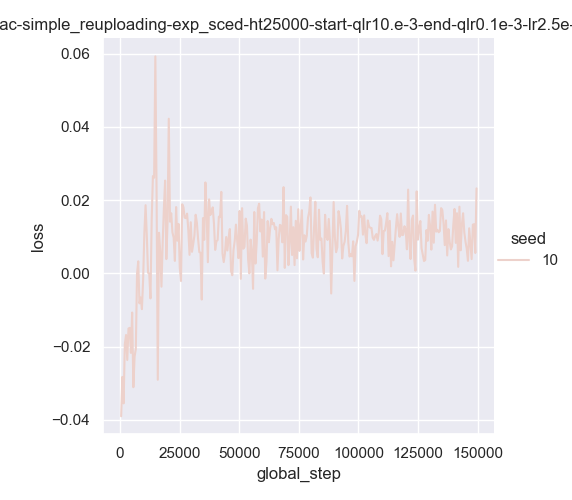 ac-simple_reuploading-exp_sced-ht25000-start-qlr10.e-3-end-qlr0.1e-3-lr2.5e-
0.06
0.04
0.02
0.00
−0.02
−0.04
loss
seed
10
0 25000 50000 75000 100000 125000 150000
global_step